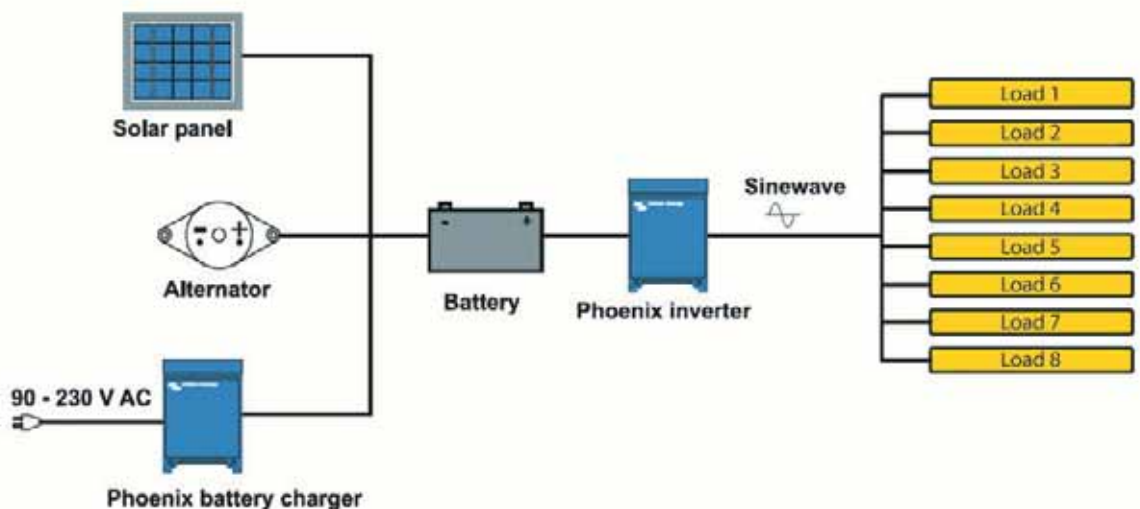 Solar panel
Load 1
Load 2
Load 3
Load 4
Load 5
Load 6
Load 7
Load 8
Sinewave
- +
Alternator
- +
Battery
Phoenix inverter
90 - 230 V AC
Phoenix battery charger